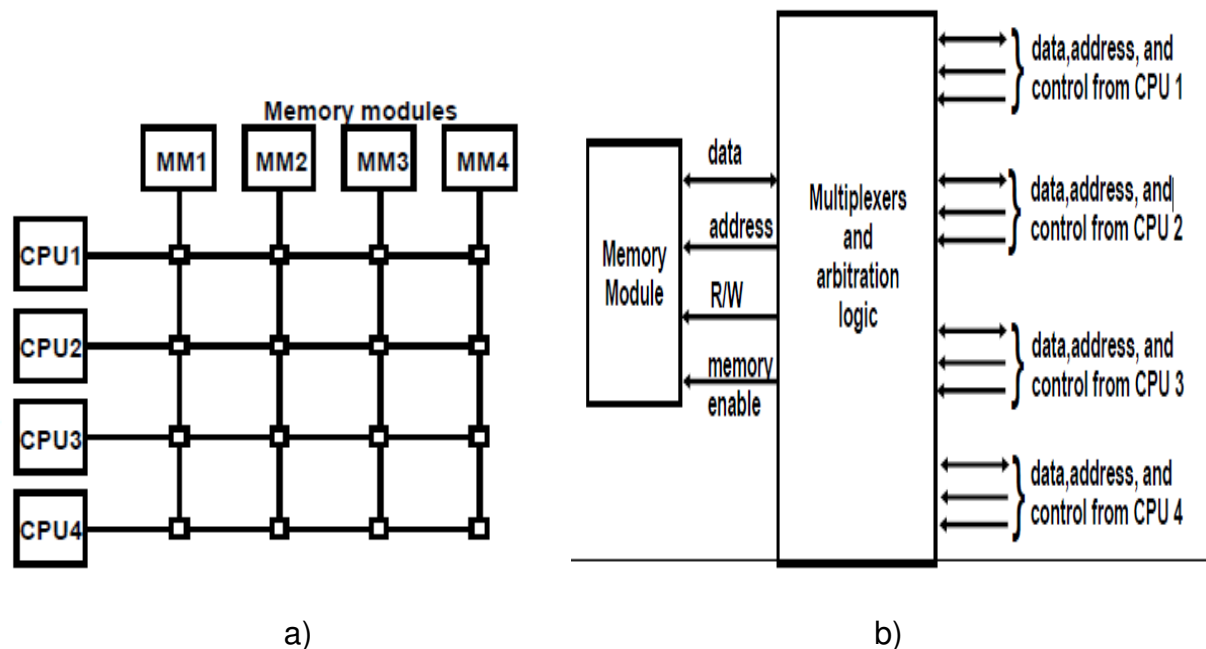 Memory modules
MM1 MM2 MM3 MM4
CPU1
CPU2
CPU3
CPU4
a)
data
address
R/W
memory
enable
Memory
Module
Multiplexers
and
arbitration
logic
data,address, and
control from CPU 1
data,address, and
control from CPU 2
data,address, and
control from CPU 3
data,address, and
control from CPU 4
b)